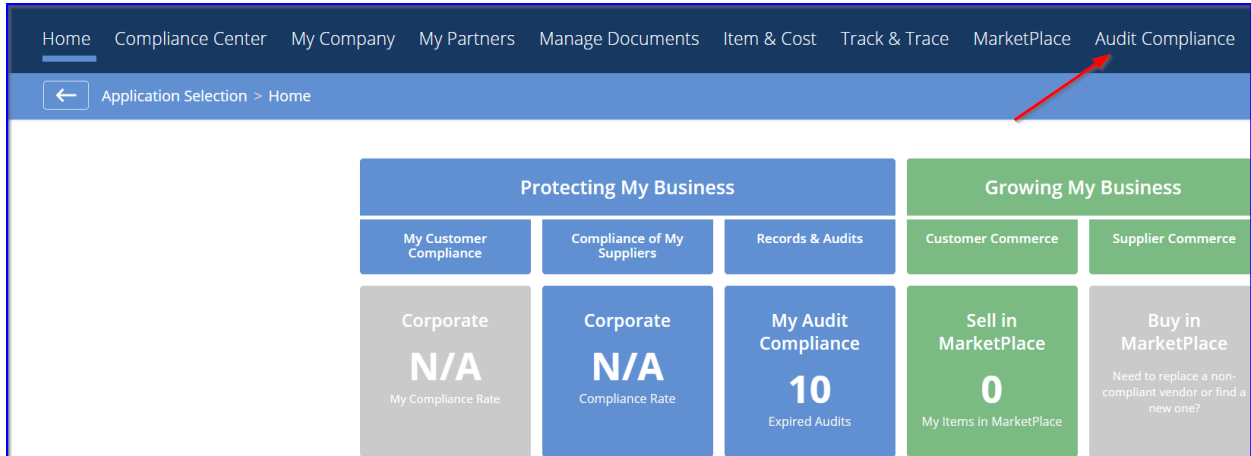 Home Compliance Center My Company My Partners Manage Documents Item & Cost Track & Trace MarketPlace Audit Compliance
Application Selection > Home
Protecting My Business
Growing My Business
My Customer
Compliance
Compliance of My
Suppliers
Records & Audits
Customer Commerce
Supplier Commerce
Corporate
N/A
My Compliance Rate
Corporate
N/A
Compliance Rate
My Audit
Compliance
10
Expired Audits
Sell in
MarketPlace
0
My Items in MarketPlace
Buy in
MarketPlace
Need to replace a non-
compliant vendor or find a
new one?